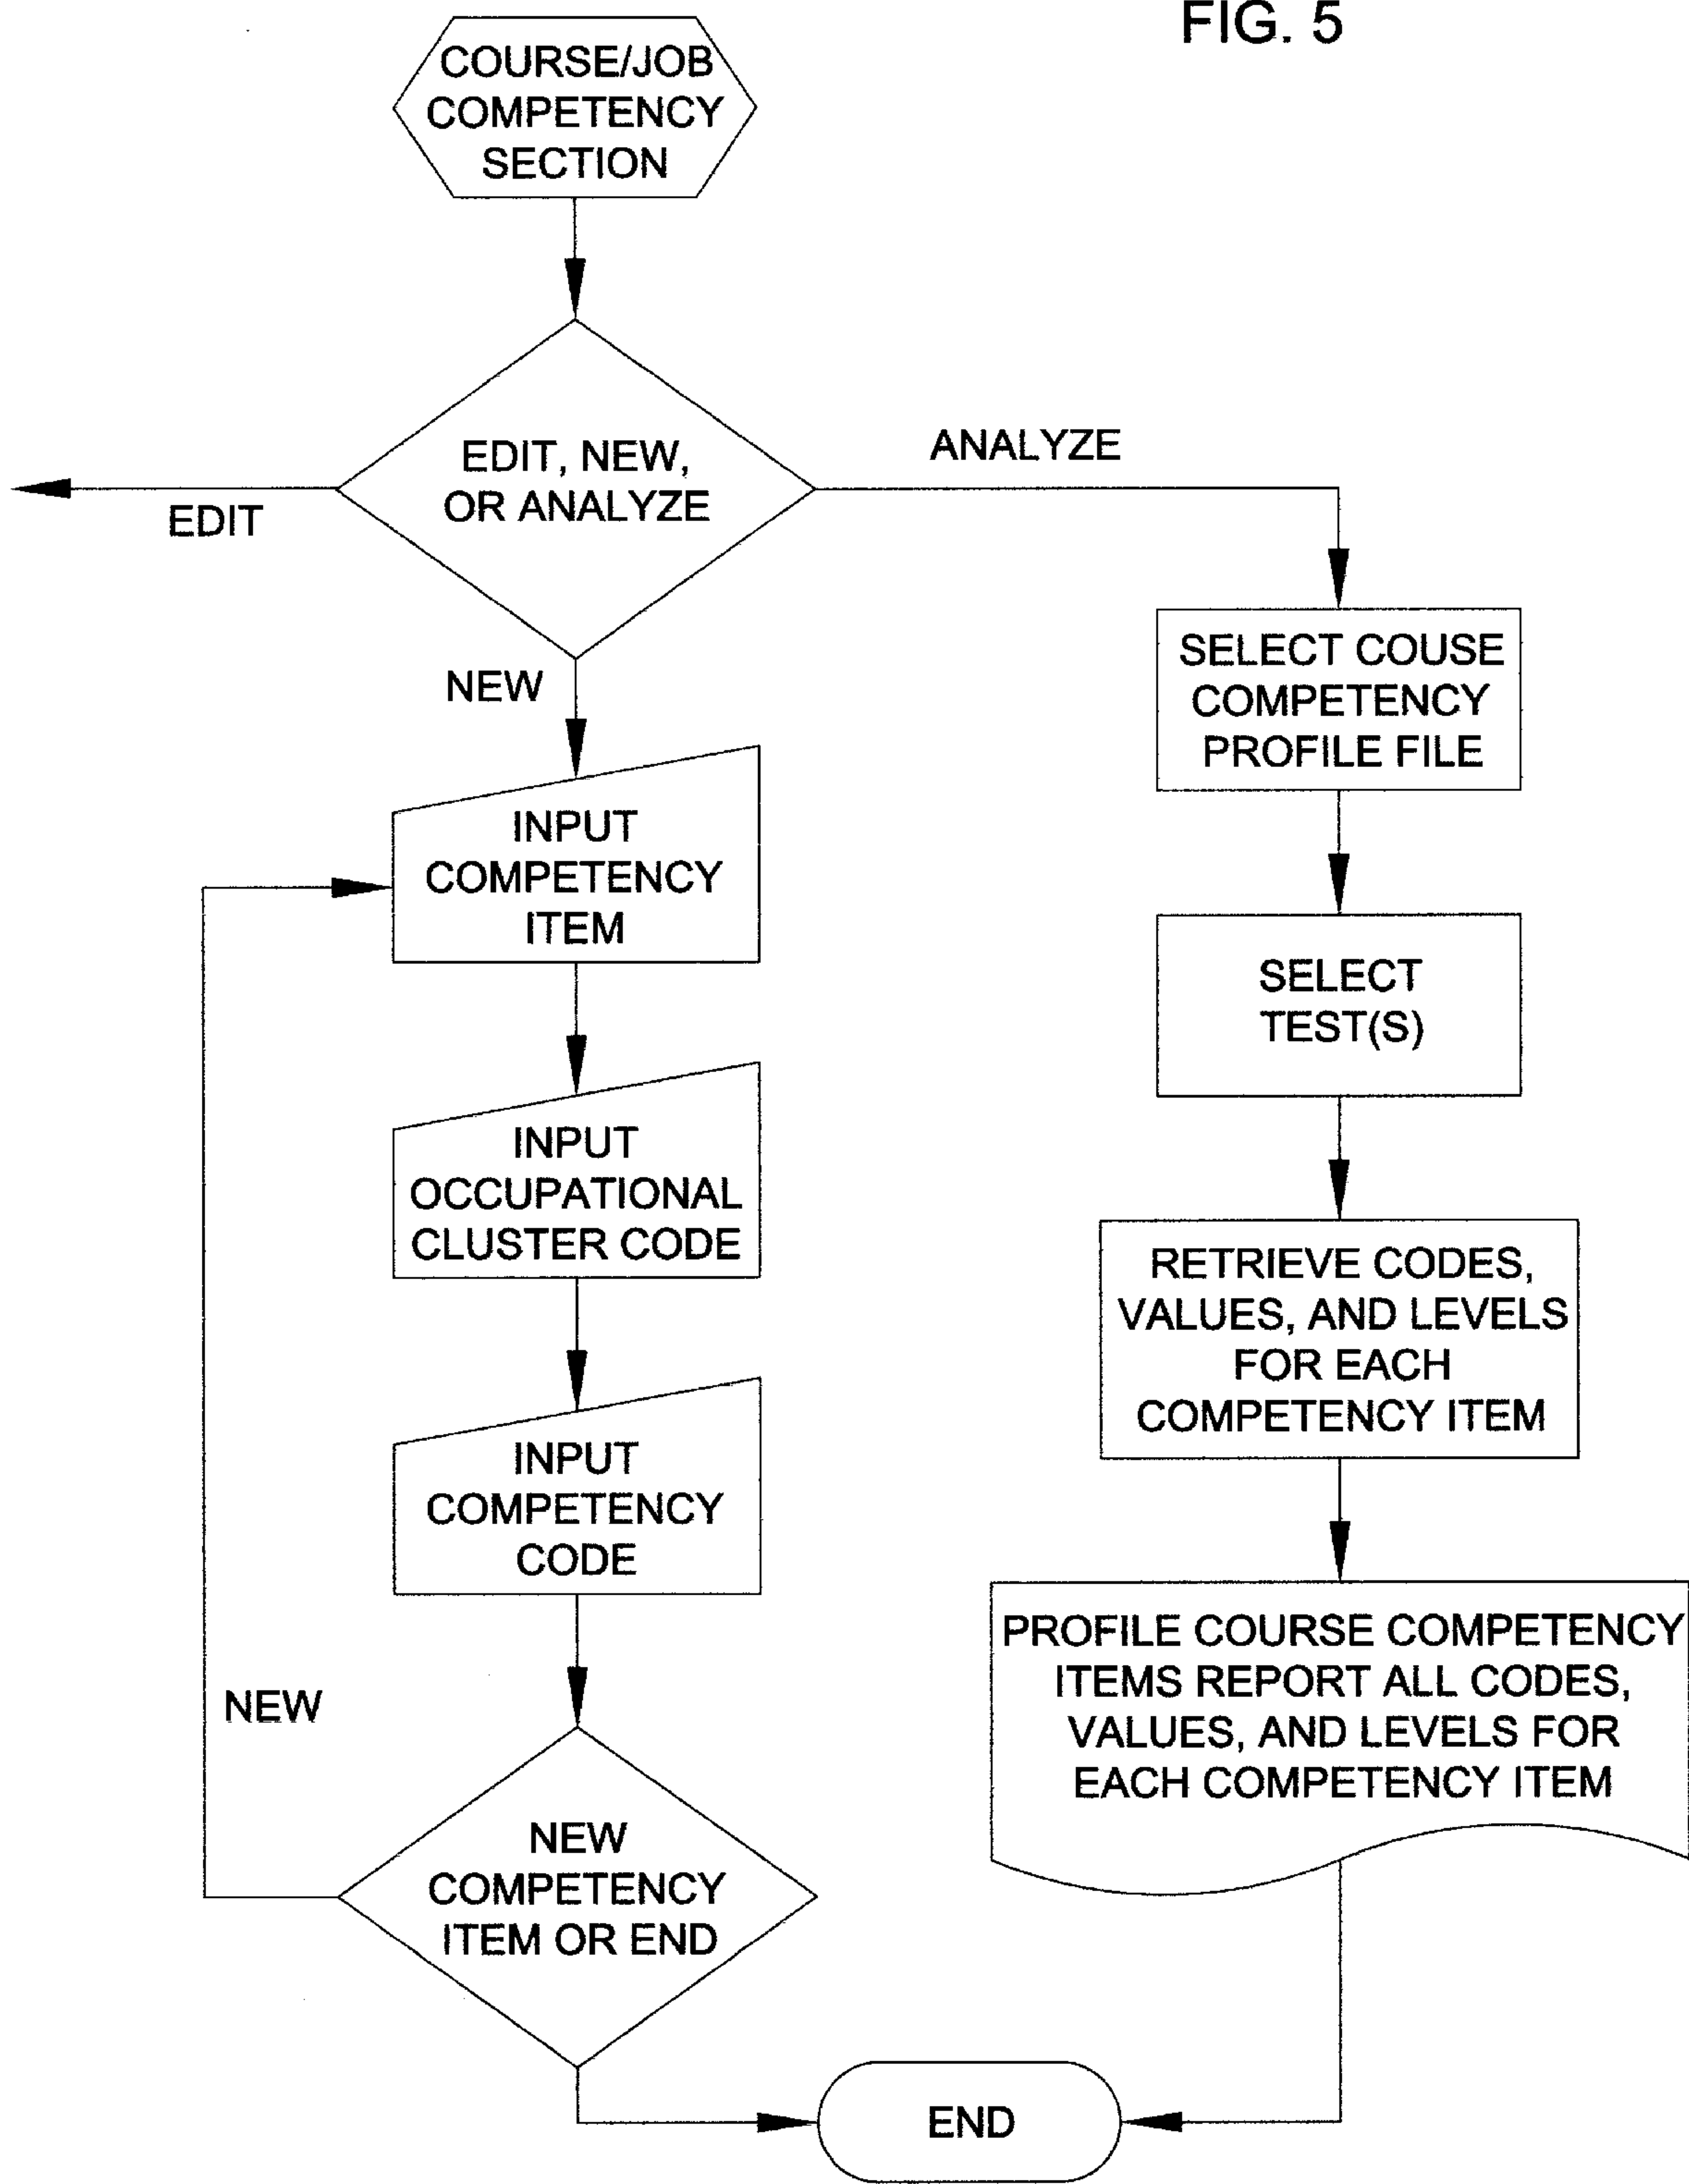 FIG. 5
COURSE/JOB
COMPETENCY
SECTION
EDIT, NEW,
OR ANALYZE
ANALYZE
EDIT
NEW
SELECT COUSE
COMPETENCY
PROFILE FILE
INPUT
COMPETENCY
ITEM
SELECT
TEST(S)
INPUT
OCCUPATIONAL
CLUSTER CODE
RETRIEVE CODES,
VALUES, AND LEVELS
FOR EACH
COMPETENCY ITEM
INPUT
COMPETENCY
CODE
PROFILE COURSE COMPETENCY
ITEMS REPORT ALL CODES,
VALUES, AND LEVELS FOR
EACH COMPETENCY ITEM
NEW
NEW
COMPETENCY
ITEM OR END
END